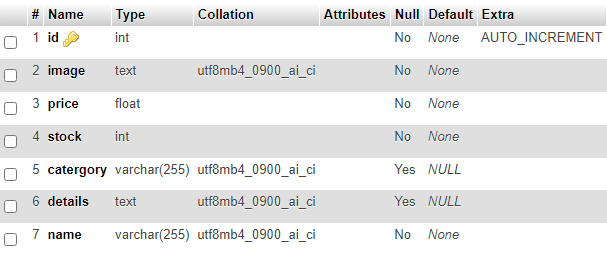 # Name Type Collation Attributes Null Default Extra
1 id int No None AUTO_INCREMENT
2 image text utf8mb4_0900_ai_ci No None
3 price float No None
4 stock int No None
5 catergory varchar(255) utf8mb4_0900_ai_ci Yes NULL
6 details text utf8mb4_0900_ai_ci Yes NULL
7 name varchar(255) utf8mb4_0900_ai_ci No None